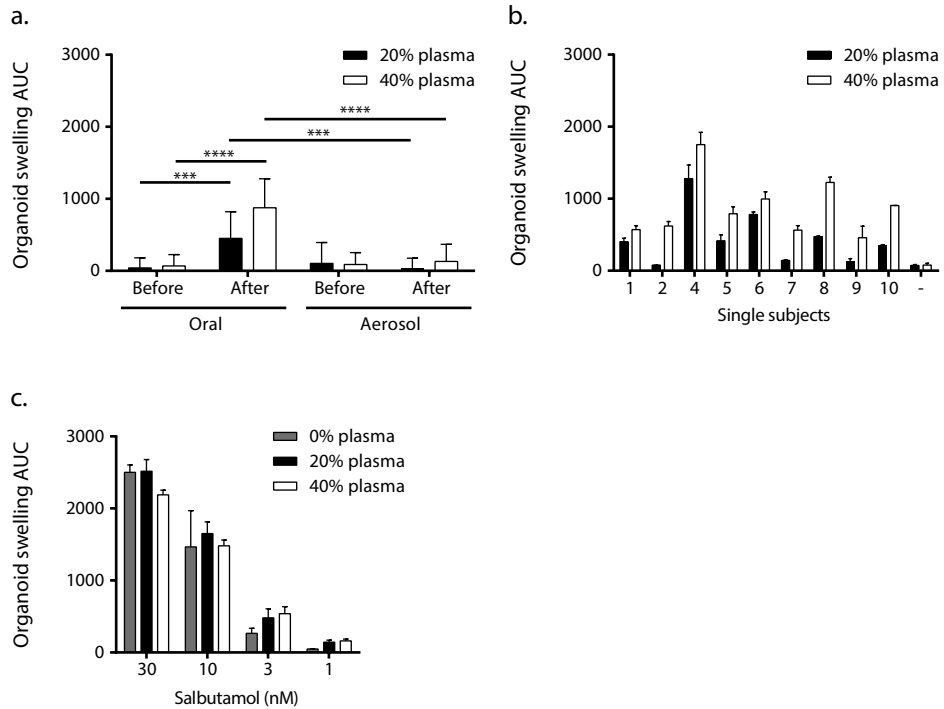 a.
Organoid swelling AUC
3000
2000
1000
0
20% plasma
40% plasma
****
***
****
***
Before After Before After
Oral Aerosol
b.
Organoid swelling AUC
3000
2000
1000
0
20% plasma
40% plasma
1 2 4 5 6 7 8 9 10 -
Single subjects
c.
Organoid swelling AUC
3000
2000
1000
0
0% plasma
20% plasma
40% plasma
30 10 3 1
Salbutamol (nM)